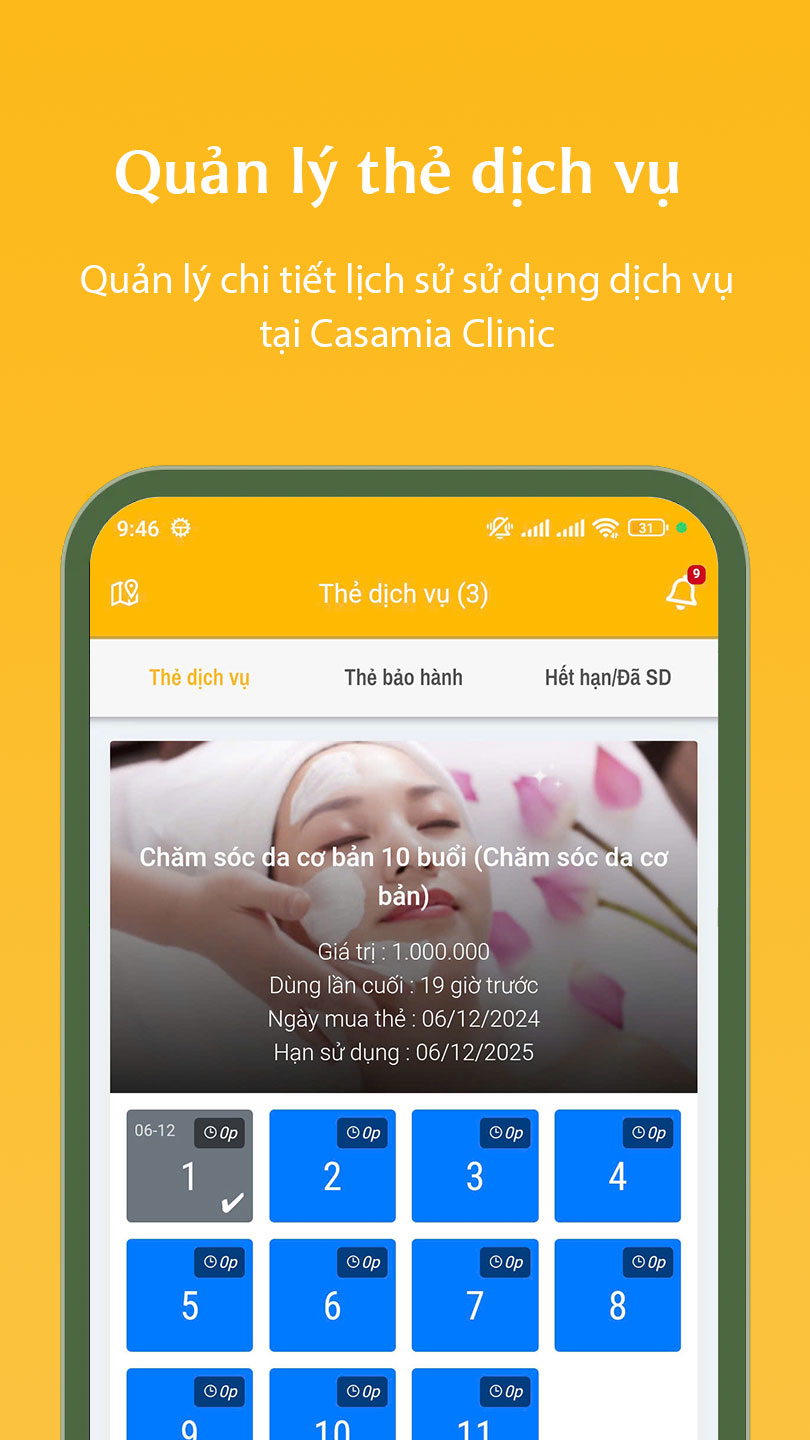 Quản lý thẻ dịch vụ
Quản lý chi tiết lịch sử sử dụng dịch vụ
tại Casamia Clinic
9:46 31
Thẻ dịch vụ (3) 9
Thẻ dịch vụ Thẻ bảo hành Hết hạn/Đã SD
Chăm sóc da cơ bản 10 buổi (Chăm sóc da cơ
bản)
Giá trị : 1.000.000
Dùng lần cuối : 19 giờ trước
Ngày mua thẻ : 06/12/2024
Hạn sử dụng : 06/12/2025
06-12 0p 0p 0p 0p
1 2 3 4
0p 0p 0p 0p
5 6 7 8
0p 0p 0p
9 10 11